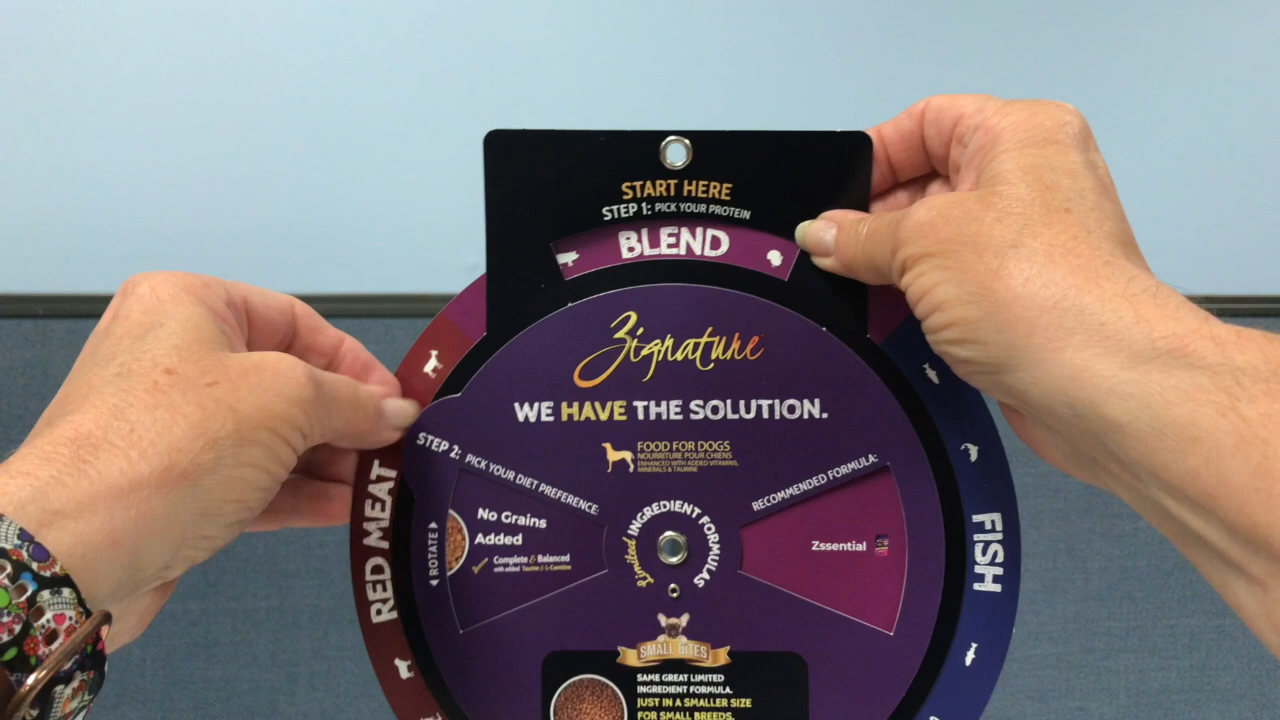 START HERE
STEP 1: PICK YOUR PROTEIN
BLEND
Zignature
WE HAVE THE SOLUTION.
FOOD FOR DOGS
NOURRITURE POUR CHIENS
ENHANCED WITH ADDED VITAMINS,
MINERALS & TAURINE
STEP 2: PICK YOUR DIET PREFERENCE:
RECOMMENDED FORMULA:
Limited INGREDIENT FORMULAS
No Grains
Added
Complete & Balanced
with added Taurine / L-Carnitine
ROTATE
Zssential
RED MEAT
FISH
SMALL BITES
SAME GREAT LIMITED
INGREDIENT FORMULA.
JUST IN A SMALLER SIZE
FOR SMALL BREEDS.